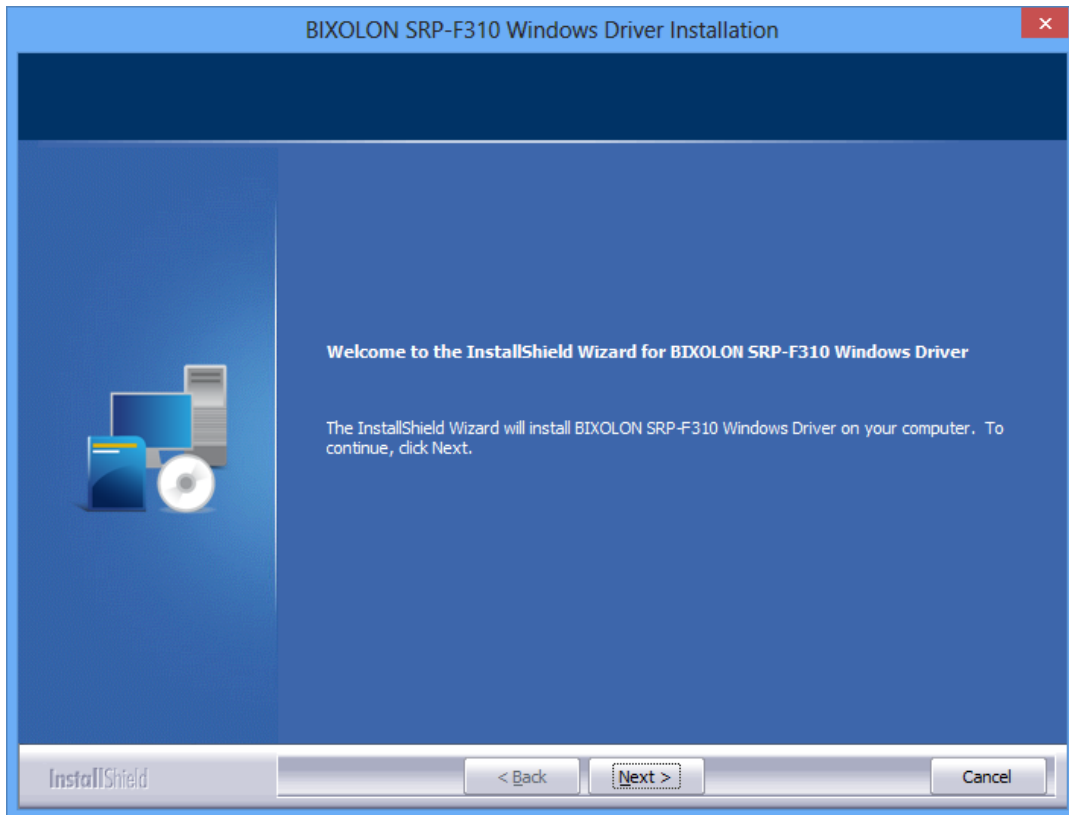 BIXOLON SRP-F310 Windows Driver Installation
Welcome to the InstallShield Wizard for BIXOLON SRP-F310 Windows Driver
The InstallShield Wizard will install BIXOLON SRP-F310 Windows Driver on your computer. To
continue, click Next.
InstallShield
< Back
Next >
Cancel